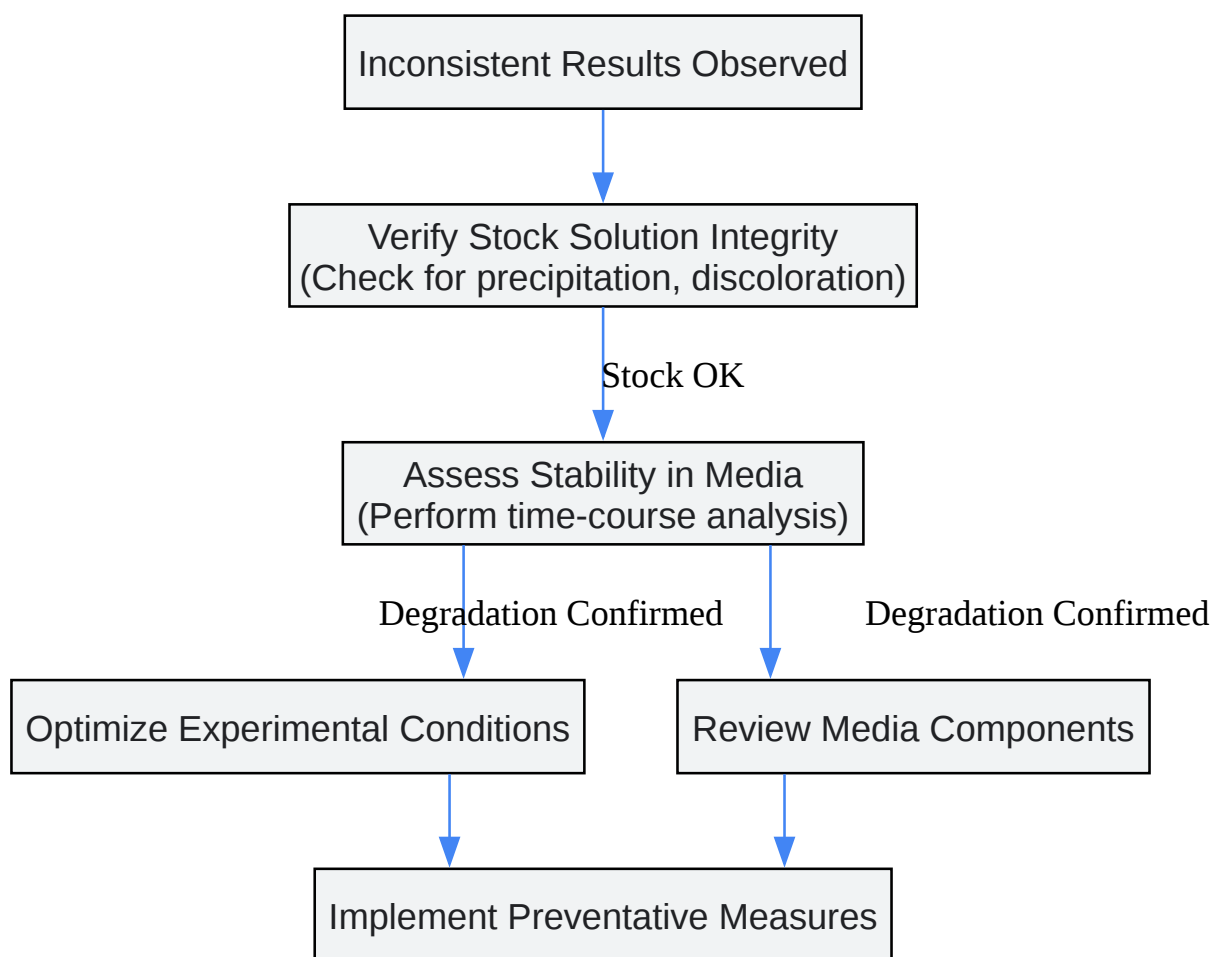 Inconsistent Results Observed
Verify Stock Solution Integrity
(Check for precipitation, discoloration)
Stock OK
Assess Stability in Media
(Perform time-course analysis)
Degradation Confirmed
Degradation Confirmed
Optimize Experimental Conditions
Review Media Components
Implement Preventative Measures